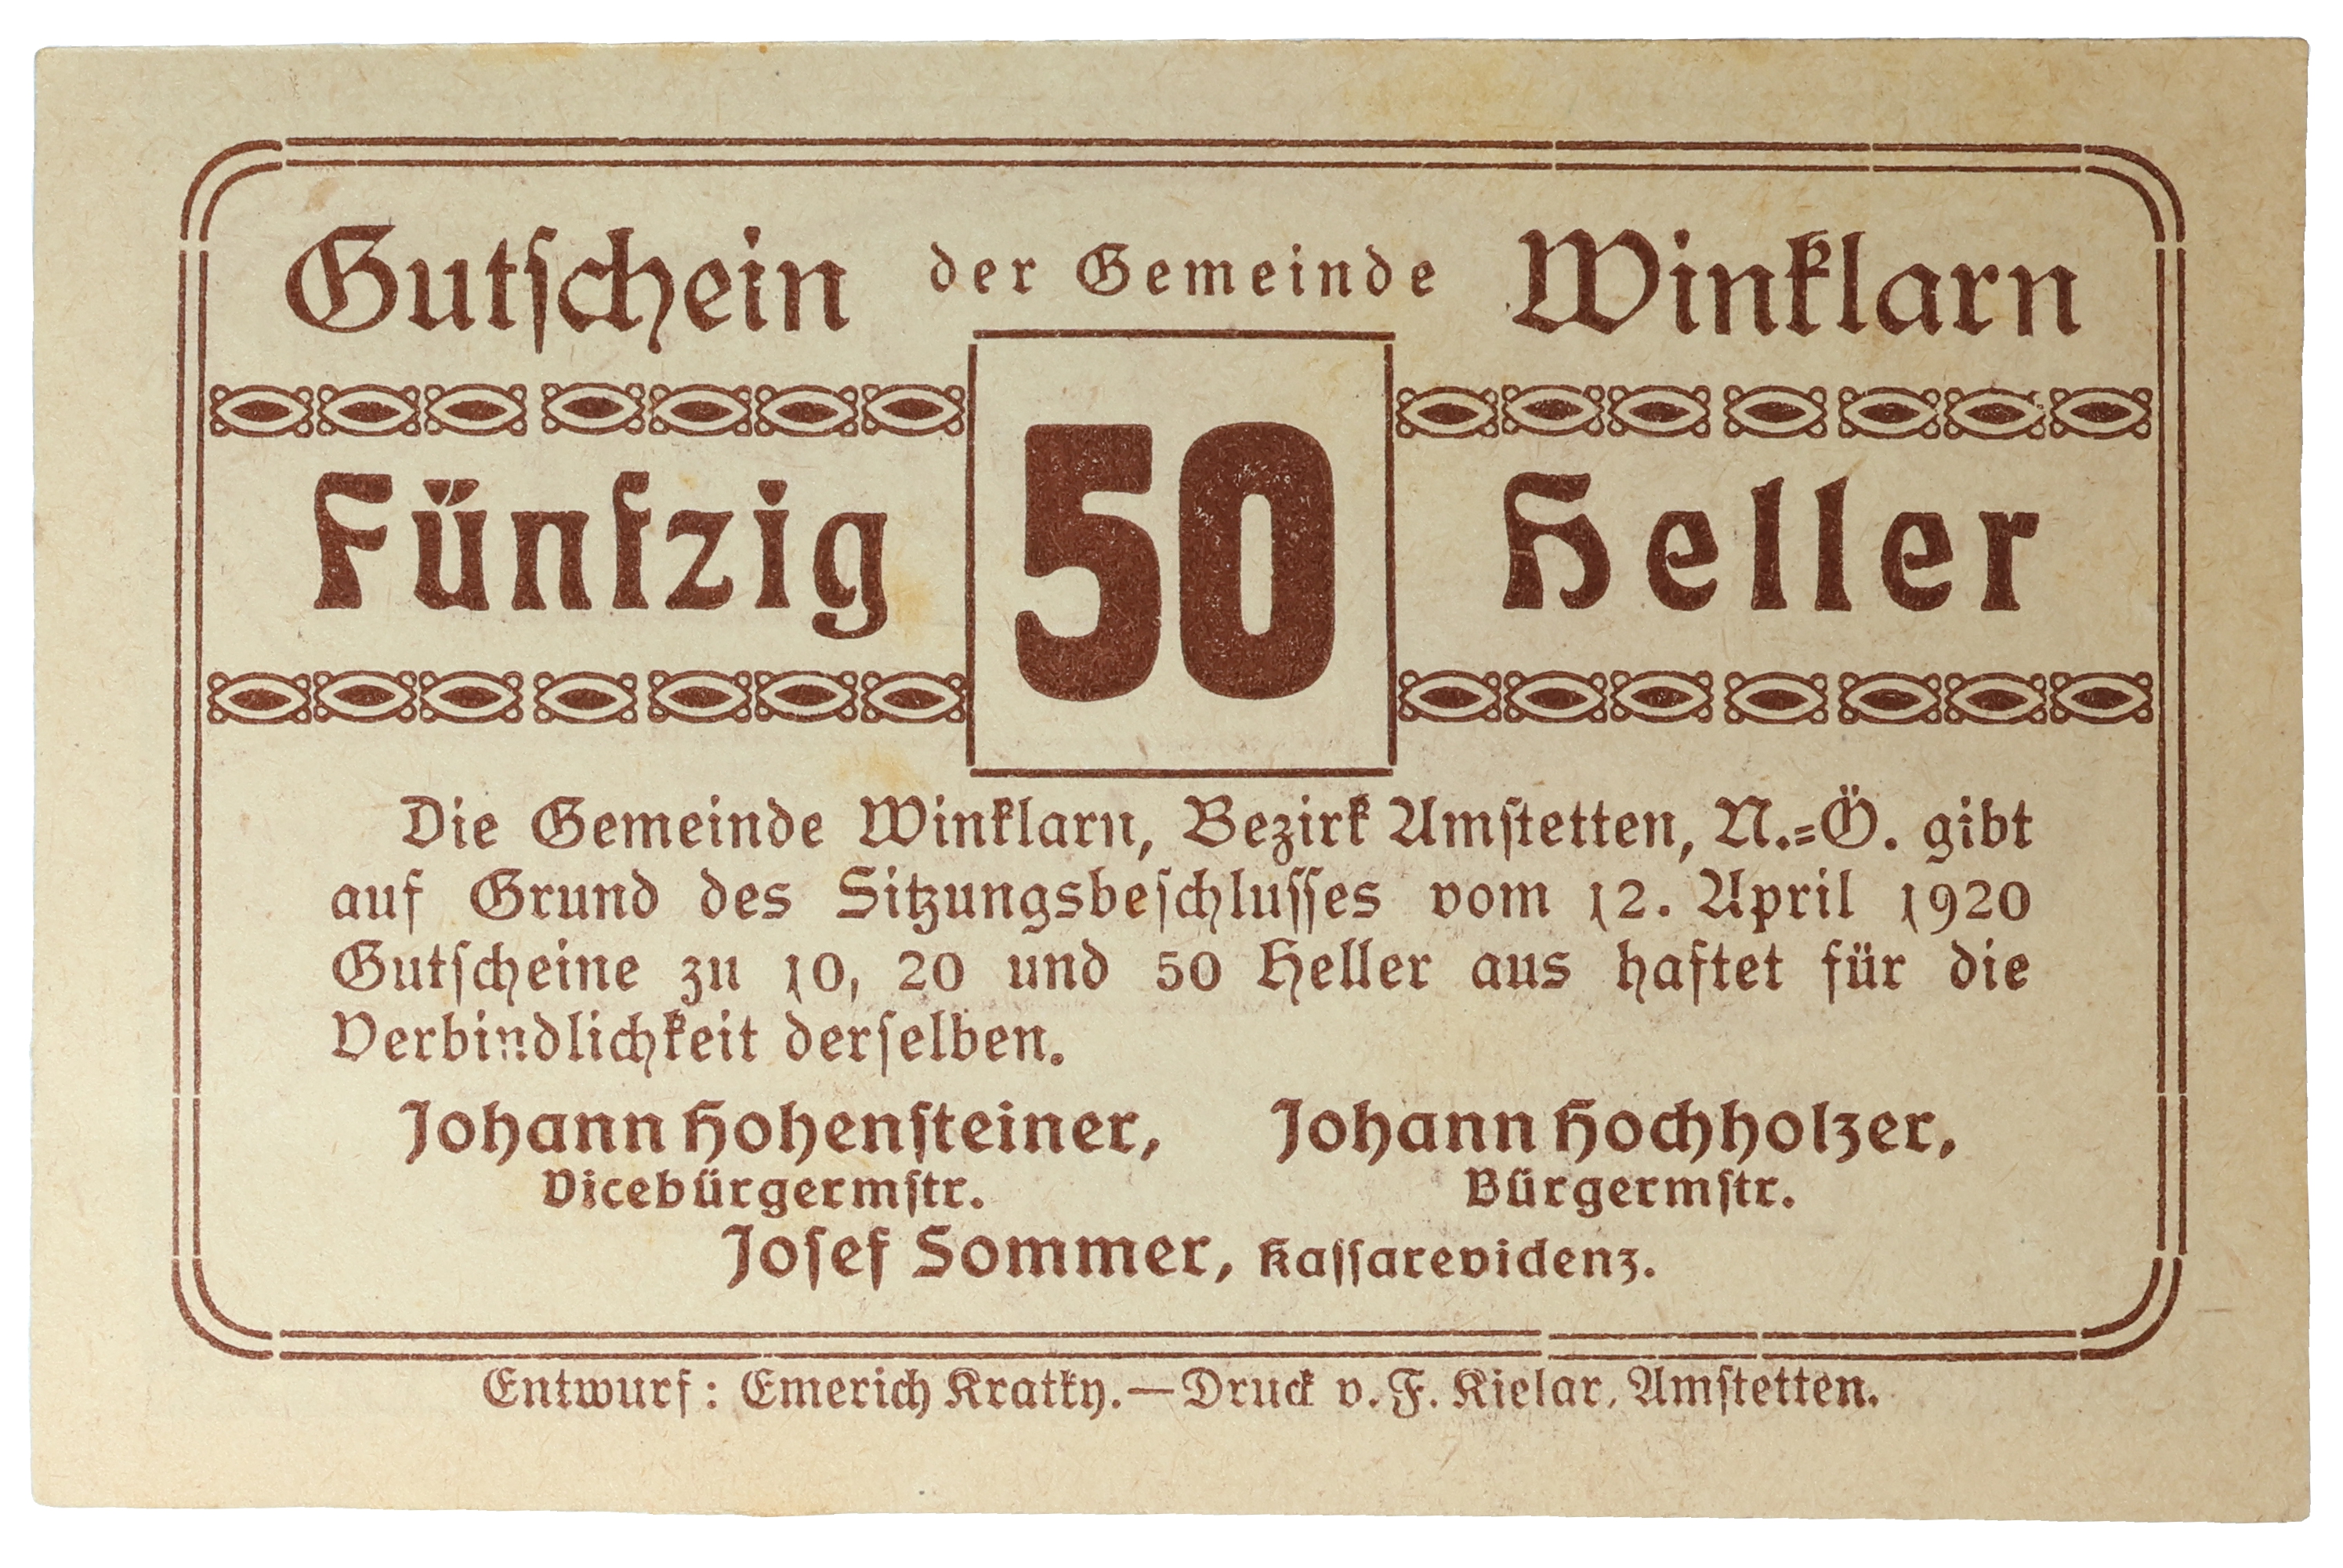 Gutschein der Gemeinde Winklarn
Fünfzig 50 Heller
Die Gemeinde Winklarn, Bezirk Amstetten, N.=Ö. gibt
auf Grund des Sitzungsbeschlusses vom 12. April 1920
Gutscheine zu 10, 20 und 50 Heller aus haftet für die
Verbindlichkeit derselben.
Johann Hohensteiner, Johann Hochholzer,
Vicebürgermstr. Bürgermstr.
Josef Sommer, Kassarevidenz.
Entwurf: Emerich Kratky.—Druck v. F. Kielar, Amstetten.